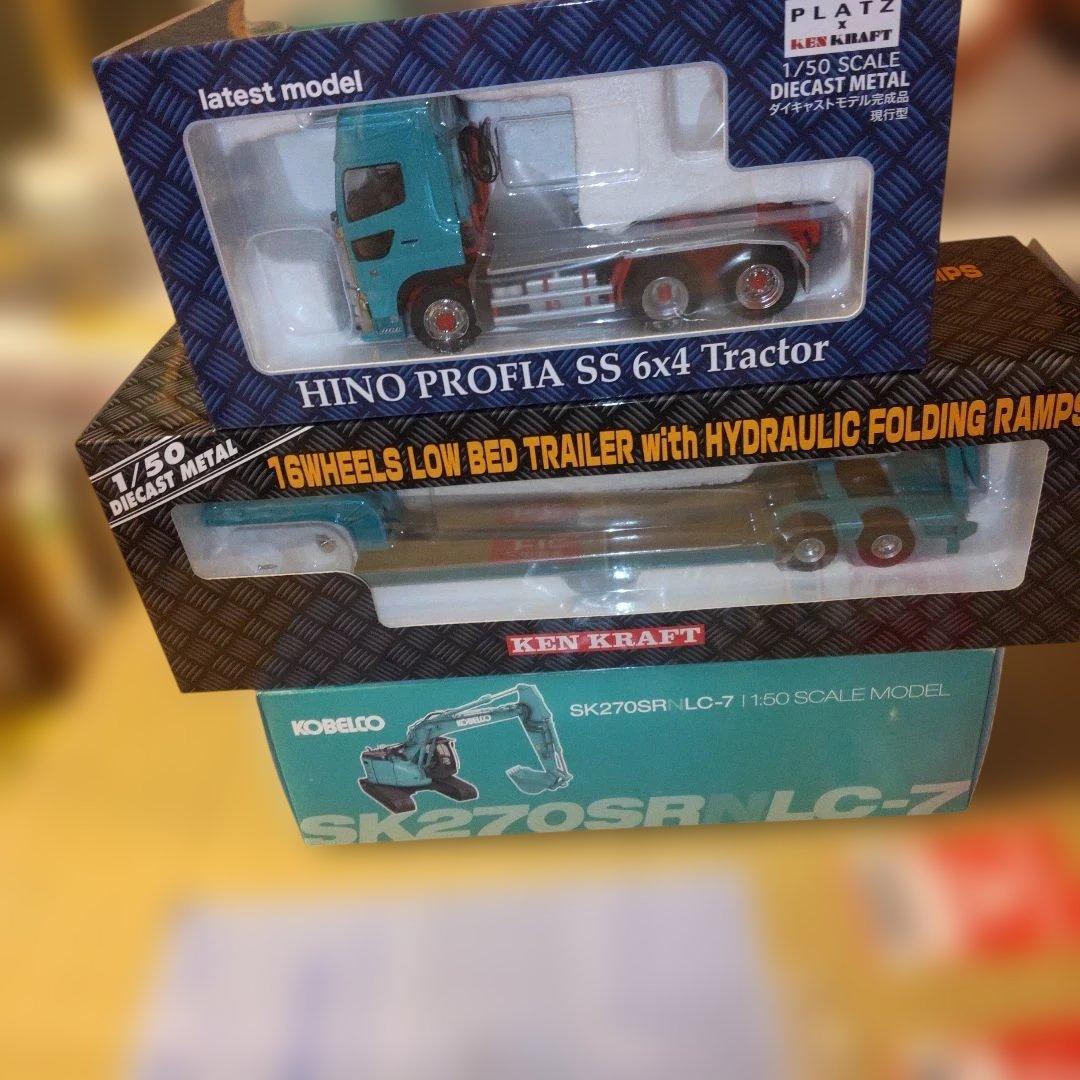 PLATZ
x
KEN KRAFT
latest model
1/50 SCALE
DIECAST METAL
ダイキャストモデル完成品
現行型
HINO PROFIA SS 6x4 Tractor
1/50
DIECAST METAL
16WHEELS LOW BED TRAILER with HYDRAULIC FOLDING RAMPS
KEN KRAFT
KOBELCO
KOBELCO
SK270SRNLC-7 | 1:50 SCALE MODEL
SK270SRNLC-7